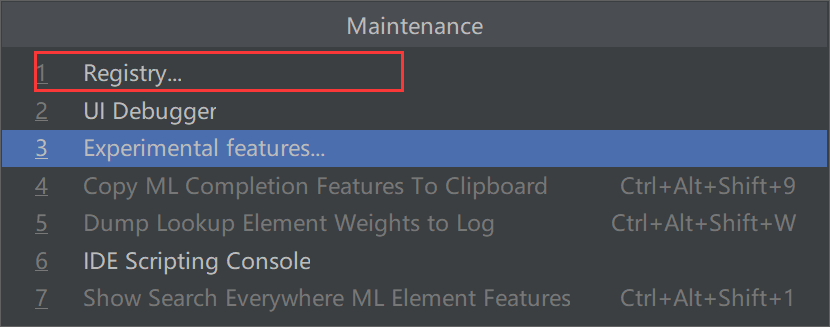 Maintenance
1 Registry...
2 UI Debugger
3 Experimental features...
4 Copy ML Completion Features To Clipboard Ctrl+Alt+Shift+9
5 Dump Lookup Element Weights to Log Ctrl+Alt+Shift+W
6 IDE Scripting Console
7 Show Search Everywhere ML Element Features Ctrl+Alt+Shift+1